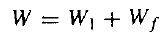 W = W₁ + W_f